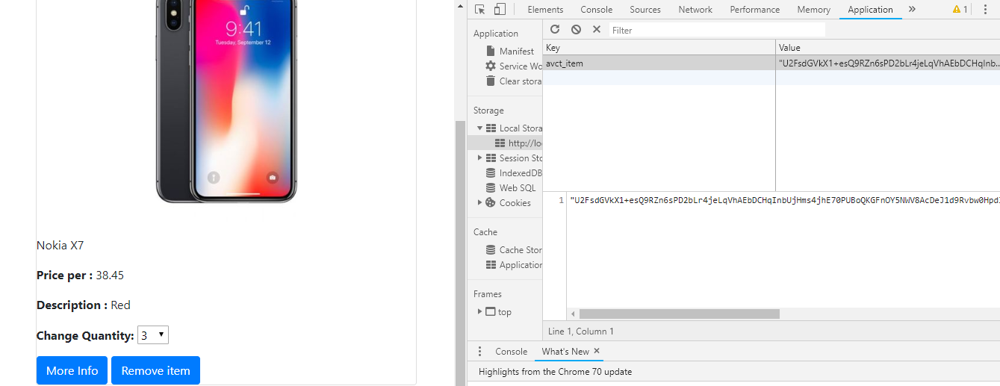 9:41
Tuesday, September 12
Nokia X7
Price per : 38.45
Description : Red
Change Quantity: 3
More Info
Remove item
Elements Console Sources Network Performance Memory Application 1
Application
Manifest
Service Wo
Clear stora
Storage
Local Stora
http://lo
Session Sto
IndexedDB
Web SQL
Cookies
Cache
Cache Stor
Application
Frames
top
Filter
Key Value
avct_item "U2FsdGVkX1+esQ9RZn6sPD2bLr4jeLqVhAEbDCHqInb...
1 "U2FsdGVkX1+esQ9RZn6sPD2bLr4jeLqVhAEbDCHqInbUjHms4jhE70PUBoQKGFnOY5NWV8AcDeJ1d9Rvbw0Hpd
Line 1, Column 1
Console What's New
Highlights from the Chrome 70 update